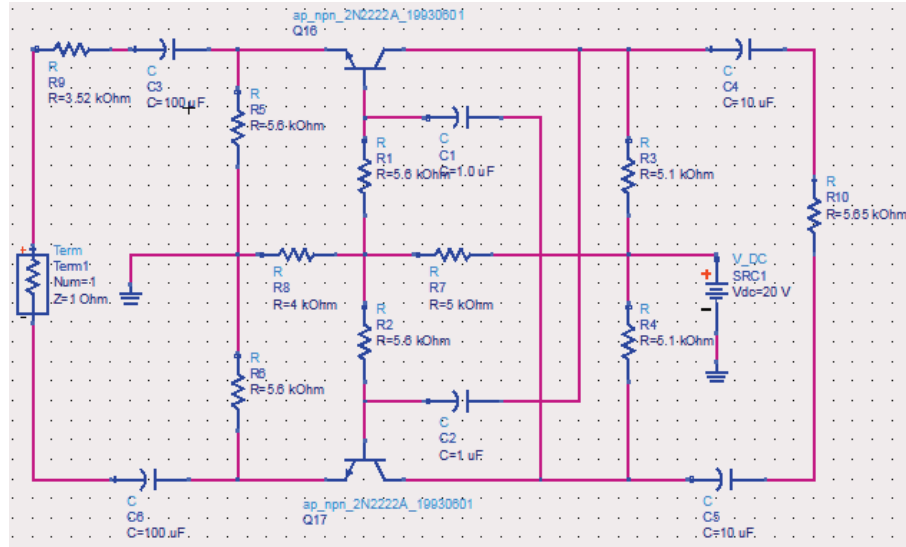 ap_npn_2N2222A_19930601
Q16
R
R9
R=3.52 kOhm
C
C3
C=100 uF
R
R5
R=5.6 kOhm
C
C4
C=10 uF
C
C1
C=1.0 uF
R
R1
R=5.6 kOhm
R
R3
R=5.1 kOhm
R
R10
R=5.65 kOhm
Term
Term1
Num=1
Z=1 Ohm
R
R8
R=4 kOhm
R
R7
R=5 kOhm
V_DC
SRC1
Vdc=20 V
R
R2
R=5.6 kOhm
R
R4
R=5.1 kOhm
R
R6
R=5.6 kOhm
C
C2
C=1 uF
C
C6
C=100 uF
ap_npn_2N2222A_19930601
Q17
C
C5
C=10 uF